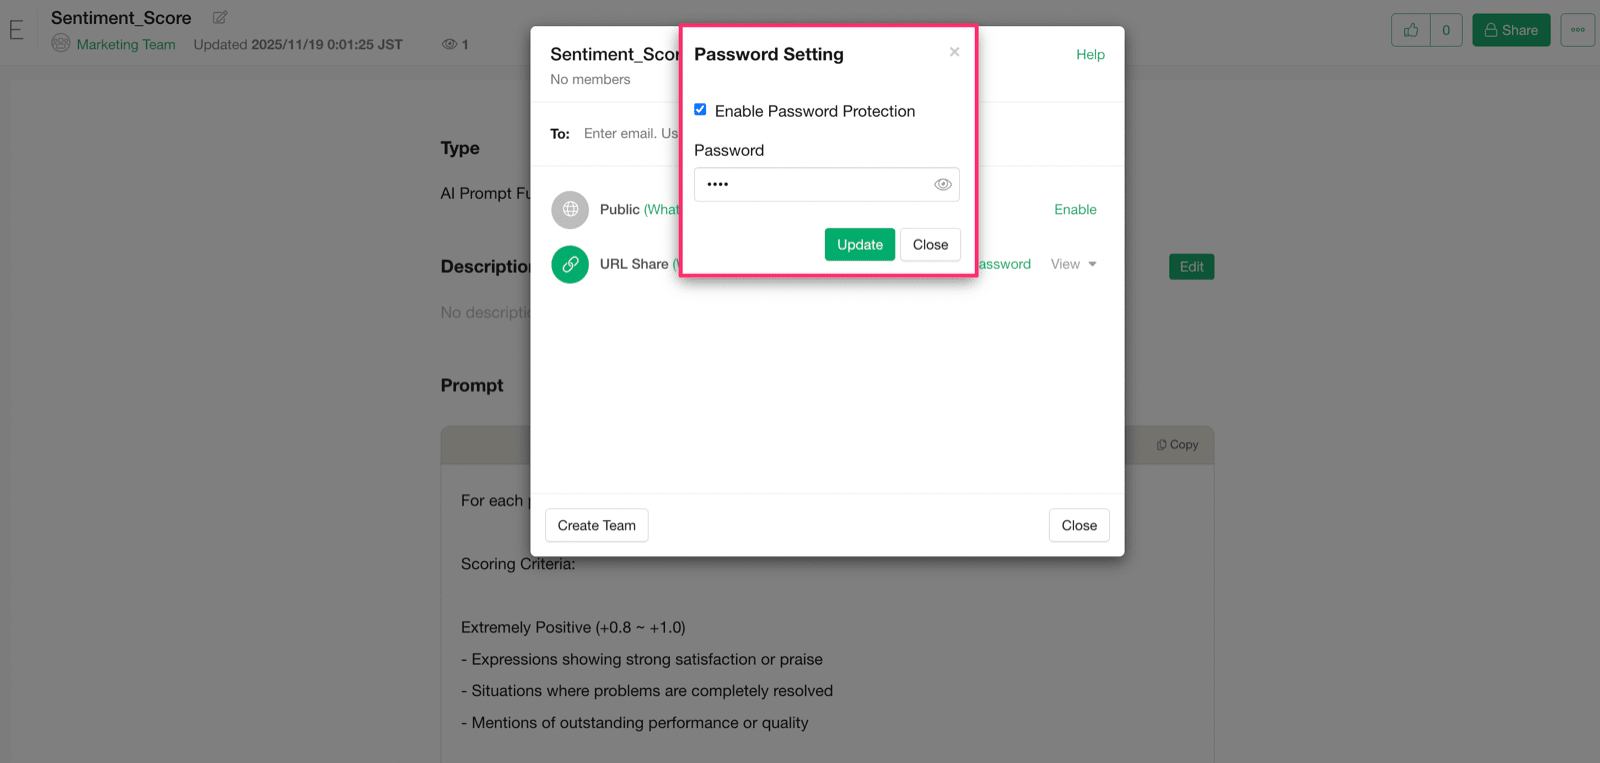 E
Sentiment_Score
Marketing Team Updated 2025/11/19 0:01:25 JST 1
0 Share
Sentiment_Scor
No members
Help
Password Setting
×
Enable Password Protection
Password
••••
Update Close
To: Enter email. Us
Public (What
Enable
URL Share (
assword View
Type
AI Prompt Fu
Description
Edit
No descriptio
Prompt
Copy
For each
Create Team
Close
Scoring Criteria:
Extremely Positive (+0.8 ~ +1.0)
- Expressions showing strong satisfaction or praise
- Situations where problems are completely resolved
- Mentions of outstanding performance or quality